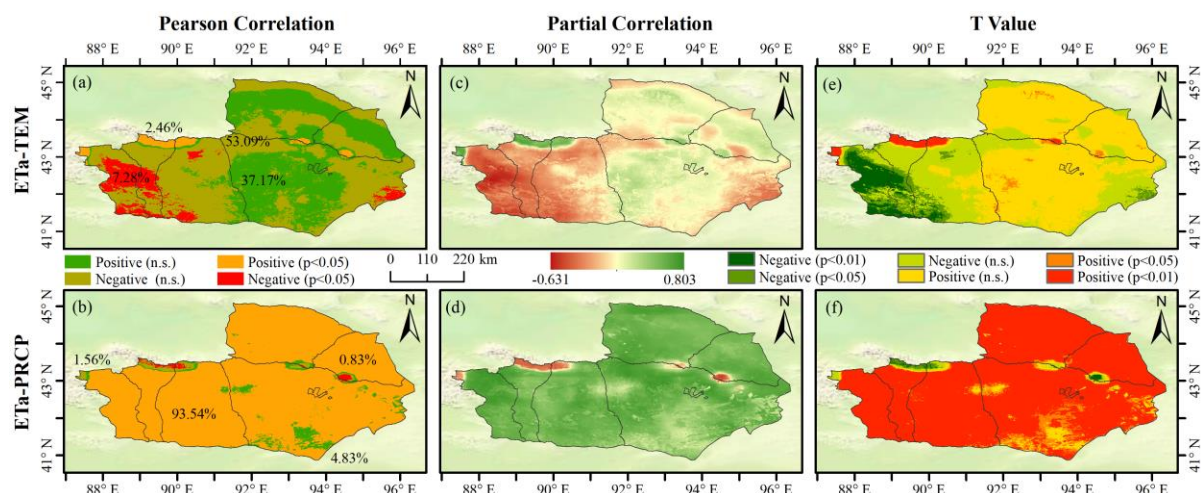 Pearson Correlation
Partial Correlation
T Value
88° E 90° E 92° E 94° E 96° E
88° E 90° E 92° E 94° E 96° E
88° E 90° E 92° E 94° E 96° E
ETa-TEM
45° N
43° N
41° N
(a)
2.46%
53.09%
7.28%
37.17%
N
(c)
N
(e)
N
45° N
43° N
41° N
Positive (n.s.)
Positive (p<0.05)
Negative (n.s.)
Negative (p<0.05)
0 110 220 km
-0.631 0.803
Negative (p<0.01)
Negative (n.s.)
Positive (p<0.05)
Negative (p<0.05)
Positive (n.s.)
Positive (p<0.01)
ETa-PRCP
45° N
43° N
41° N
(b)
1.56%
0.83%
93.54%
4.83%
N
(d)
N
(f)
N
45° N
43° N
41° N
88° E 90° E 92° E 94° E 96° E
88° E 90° E 92° E 94° E 96° E
88° E 90° E 92° E 94° E 96° E